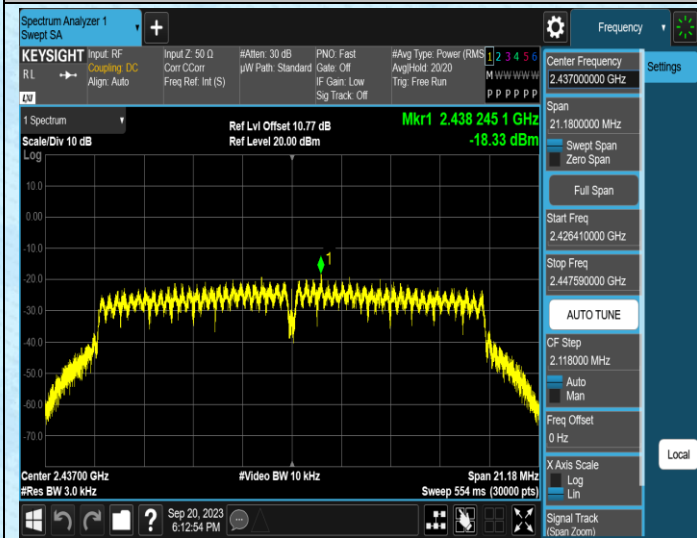 Spectrum Analyzer 1
Swept SA
+
Frequency
KEYSIGHT
RL
LXI
Input: RF
Coupling: DC
Align: Auto
Input Z: 50 Ω
Corr CCorr
Freq Ref: Int (S)
#Atten: 30 dB
µW Path: Standard
PNO: Fast
Gate: Off
IF Gain: Low
Sig Track: Off
#Avg Type: Power (RMS
Avg|Hold: 20/20
Trig: Free Run
1 2 3 4 5 6
M W W W W W
P P P P P P
1 Spectrum
Scale/Div 10 dB
Ref Lvl Offset 10.77 dB
Ref Level 20.00 dBm
Mkr1 2.438 245 1 GHz
-18.33 dBm
Log
10.0
0.00
-10.0
-20.0
-30.0
-40.0
-50.0
-60.0
-70.0
1
Center 2.43700 GHz
#Res BW 3.0 kHz
#Video BW 10 kHz
Span 21.18 MHz
Sweep 554 ms (30000 pts)
Sep 20, 2023
6:12:54 PM
?
Center Frequency
2.437000000 GHz
Span
21.1800000 MHz
Swept Span
Zero Span
Full Span
Start Freq
2.426410000 GHz
Stop Freq
2.447590000 GHz
AUTO TUNE
CF Step
2.118000 MHz
Auto
Man
Freq Offset
0 Hz
X Axis Scale
Log
Lin
Signal Track
(Span Zoom)
Settings
Local